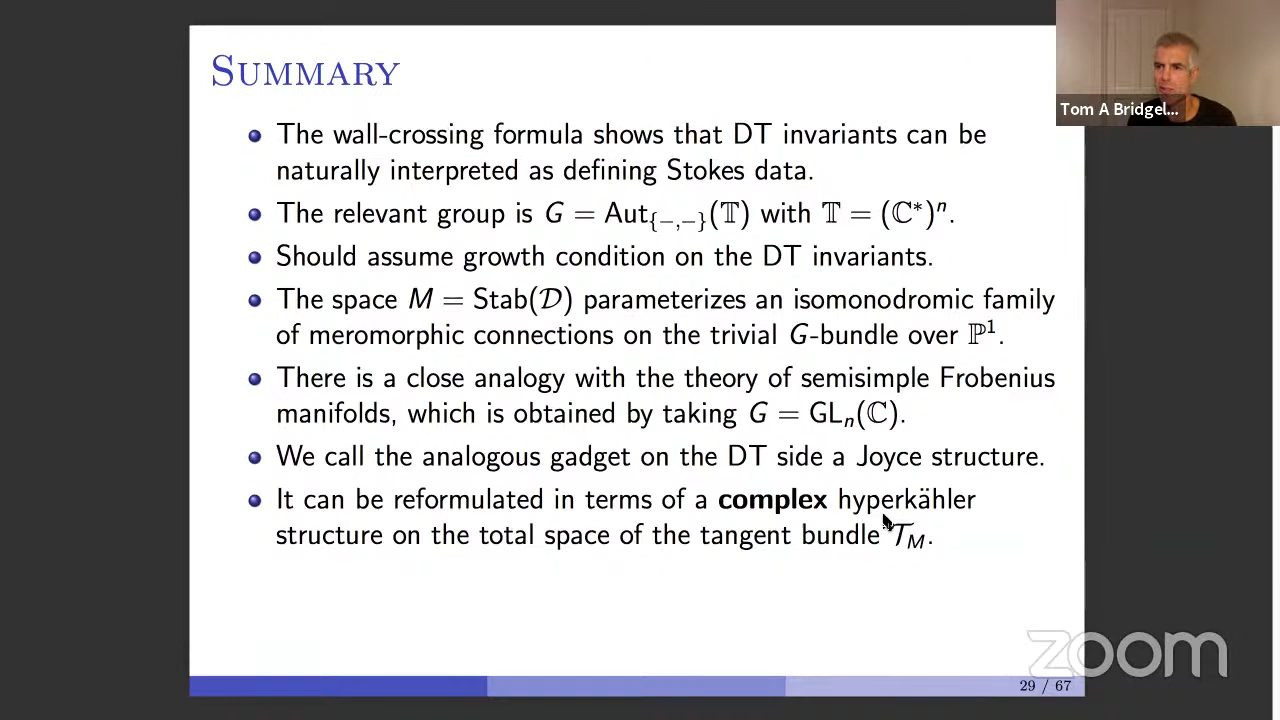 SUMMARY
The wall-crossing formula shows that DT invariants can be
naturally interpreted as defining Stokes data.
The relevant group is G = Aut_{−,−}(𝕋) with 𝕋 = (ℂ*)ⁿ.
Should assume growth condition on the DT invariants.
The space M = Stab(𝒟) parameterizes an isomonodromic family
of meromorphic connections on the trivial G-bundle over ℙ¹.
There is a close analogy with the theory of semisimple Frobenius
manifolds, which is obtained by taking G = GLₙ(ℂ).
We call the analogous gadget on the DT side a Joyce structure.
It can be reformulated in terms of a complex hyperkähler
structure on the total space of the tangent bundle 𝒯_M.
29 / 67
Tom A Bridgel...
zoom